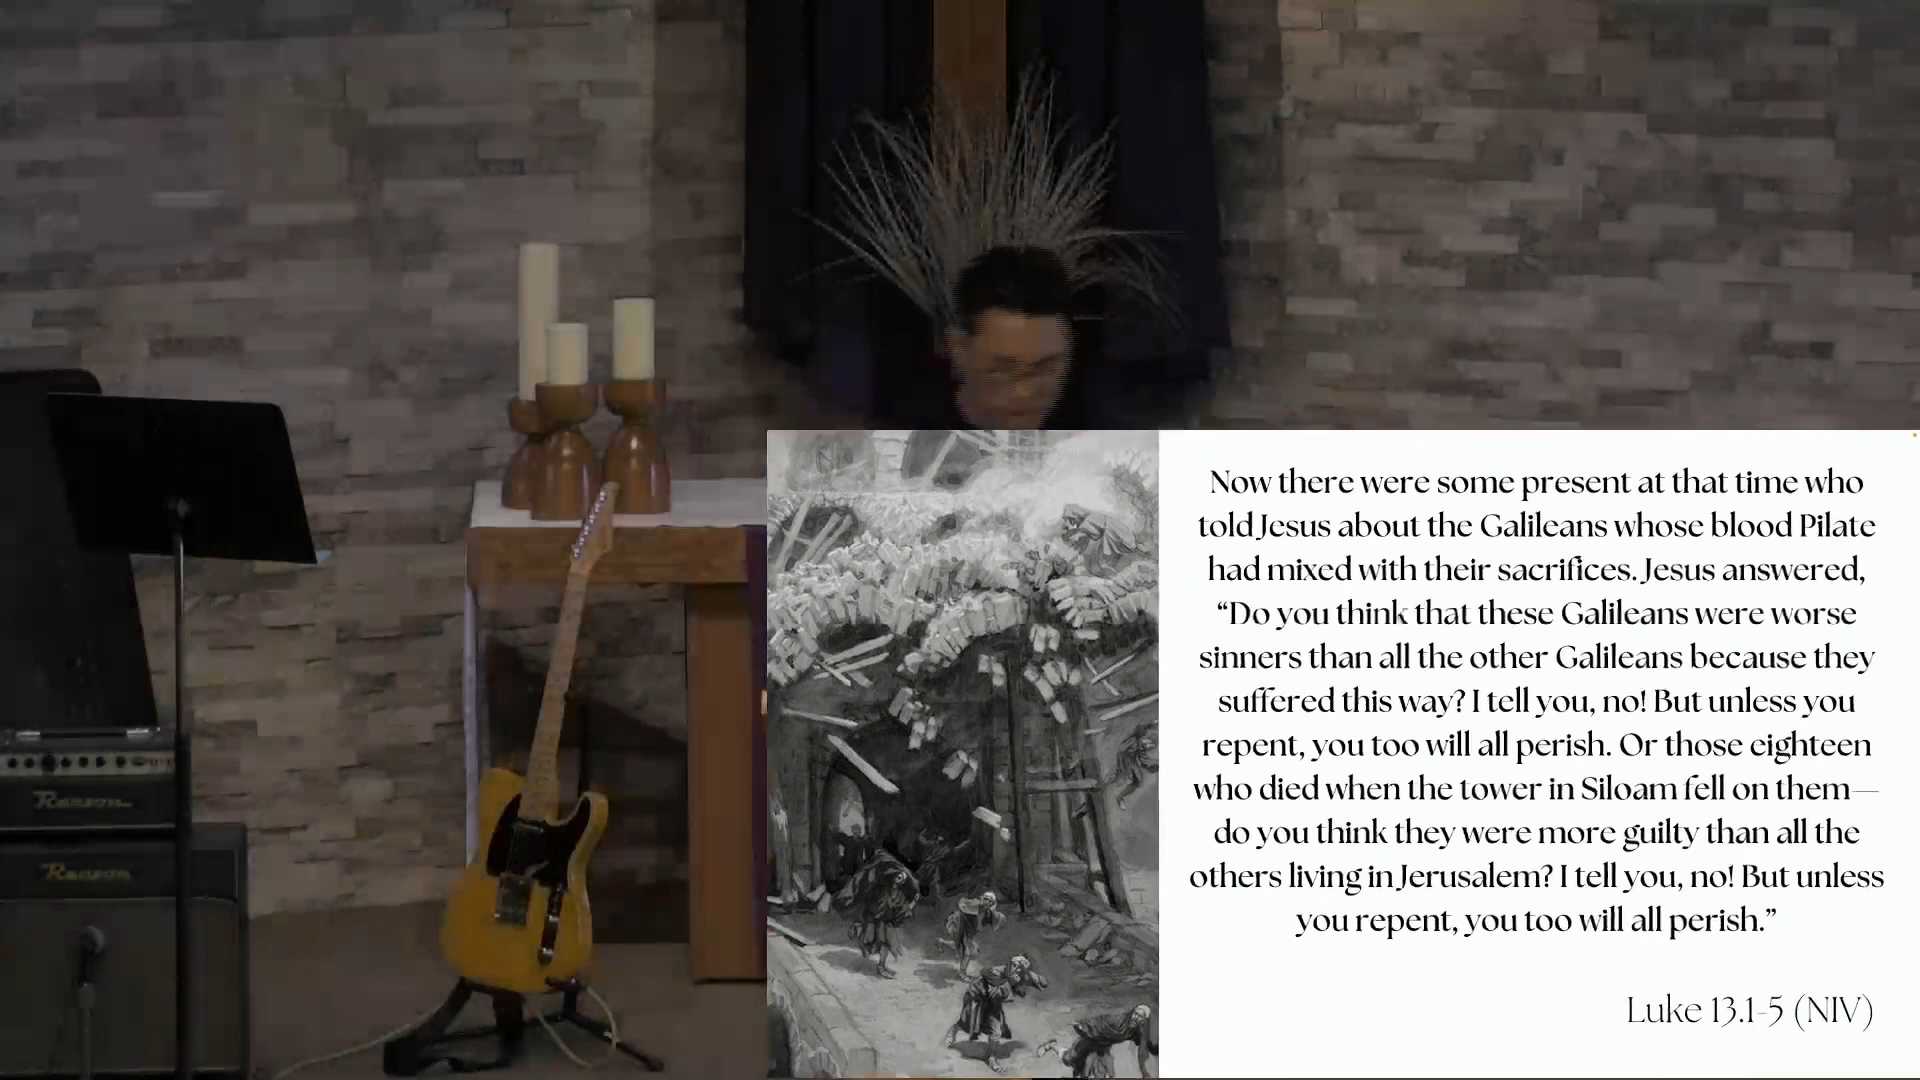 Now there were some present at that time who
told Jesus about the Galileans whose blood Pilate
had mixed with their sacrifices. Jesus answered,
“Do you think that these Galileans were worse
sinners than all the other Galileans because they
suffered this way? I tell you, no! But unless you
repent, you too will all perish. Or those eighteen
who died when the tower in Siloam fell on them—
do you think they were more guilty than all the
others living in Jerusalem? I tell you, no! But unless
you repent, you too will all perish.”
Luke 13.1-5 (NIV)
Reason
Reason